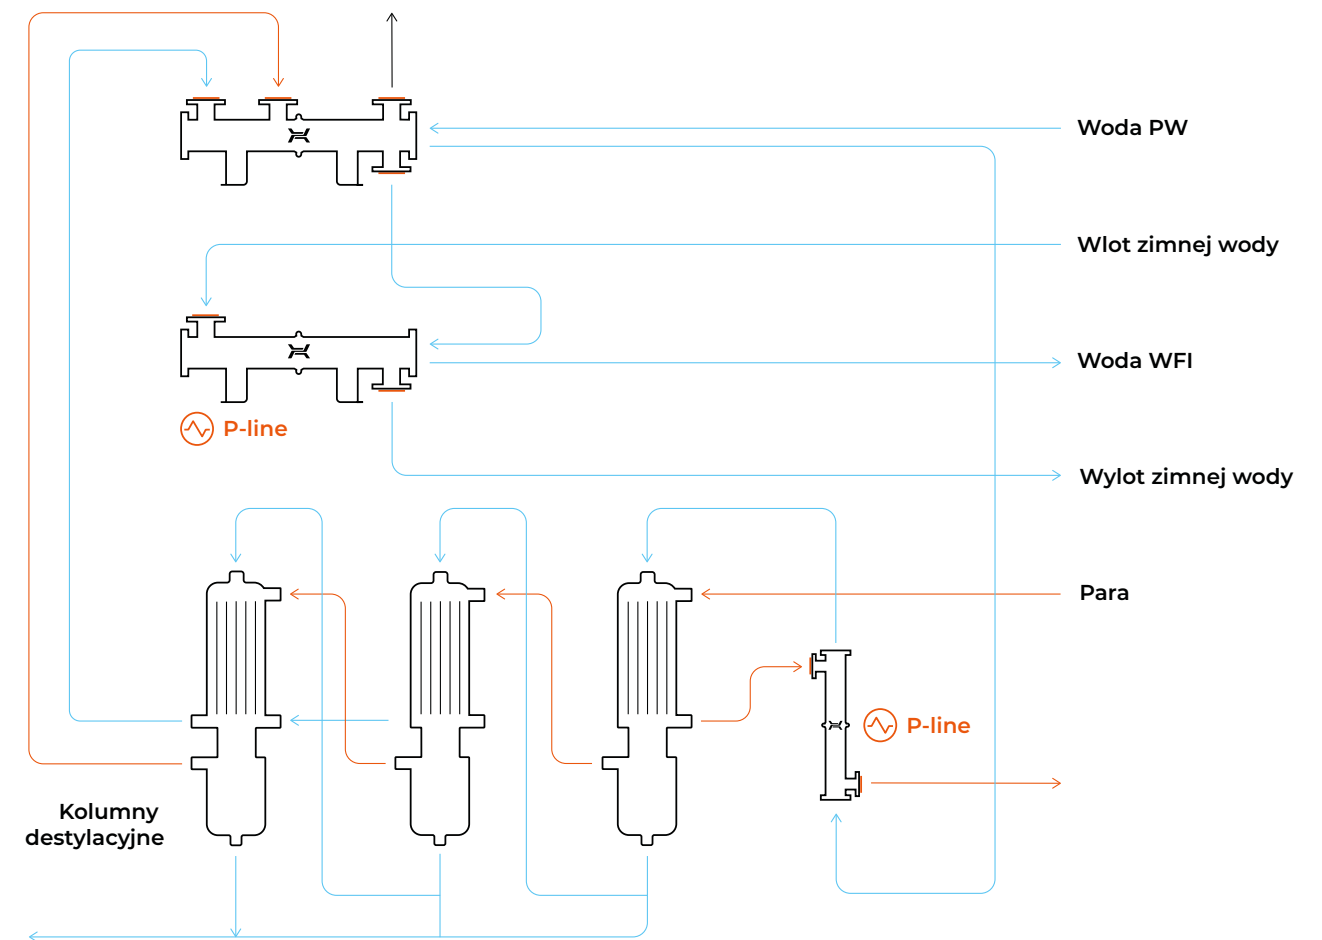 Woda PW
Wlot zimnej wody
Woda WFI
P-line
Wylot zimnej wody
Para
P-line
Kolumny
destylacyjne